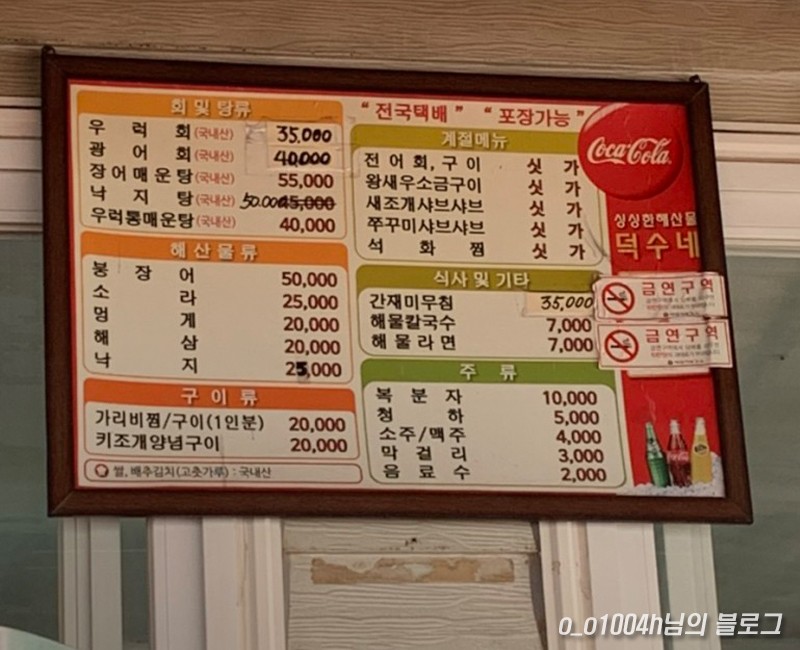 회 및 탕류
우럭회(국내산) 35,000
광어회(국내산) 40,000
장어매운탕(국내산) 55,000
낙지탕(국내산) 50.000 45,000
우럭통매운탕(국내산) 40,000
해산물류
붕장어 50,000
소라 25,000
멍게 20,000
해삼 20,000
낙지 25,000
구이류
가리비찜/구이(1인분) 20,000
키조개양념구이 20,000
쌀, 배추김치(고춧가루) : 국내산
“ 전국택배 ” “ 포장가능 ”
계절메뉴
전어회,구이 싯가
왕새우소금구이 싯가
새조개샤브샤브 싯가
쭈꾸미샤브샤브 싯가
석화찜 싯가
식사 및 기타
간재미무침 35,000
해물칼국수 7,000
해물라면 7,000
주류
복분자 10,000
청하 5,000
소주/맥주 4,000
막걸리 3,000
음료수 2,000
Coca-Cola
싱싱한해산물
덕수네
금연구역
금연구역
o_o1004h님의 블로그